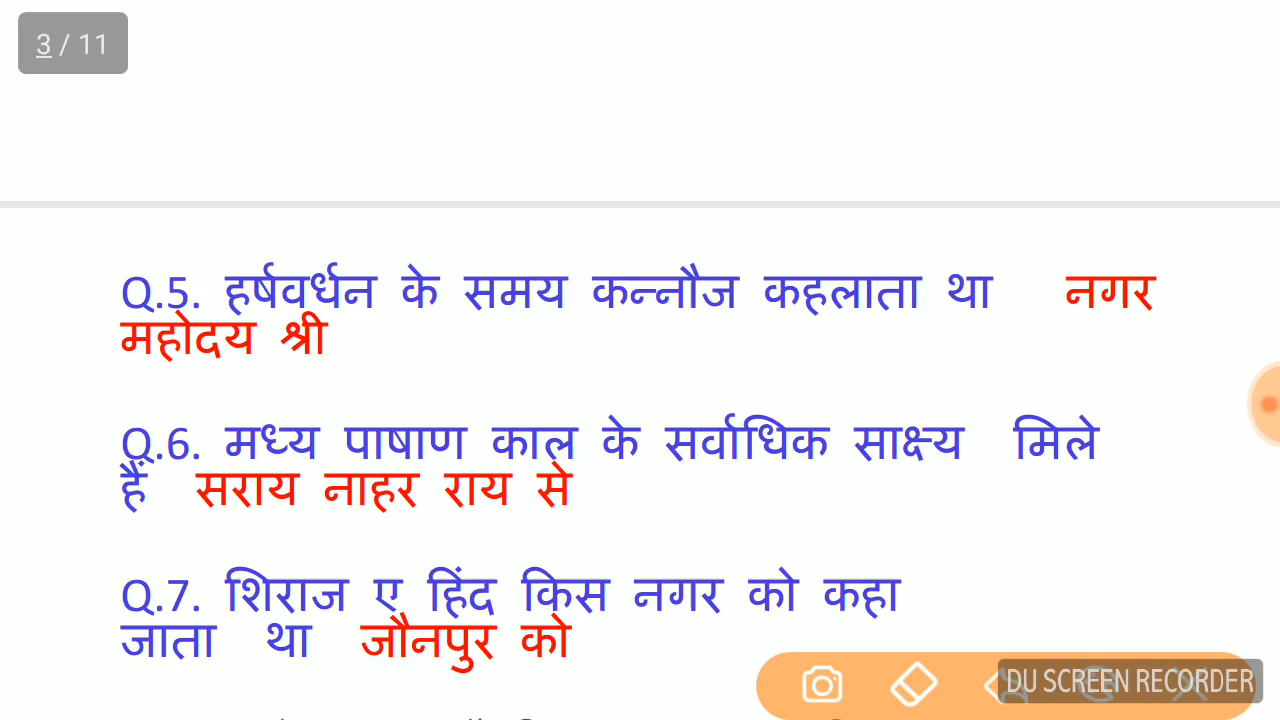 3 / 11
Q.5. हर्षवर्धन के समय कन्नौज कहलाता था नगर
महोदय श्री
Q.6. मध्य पाषाण काल के सर्वाधिक साक्ष्य मिले
हैं सराय नाहर राय से
Q.7. शिराज ए हिंद किस नगर को कहा
जाता था जौनपुर को
DU SCREEN RECORDER